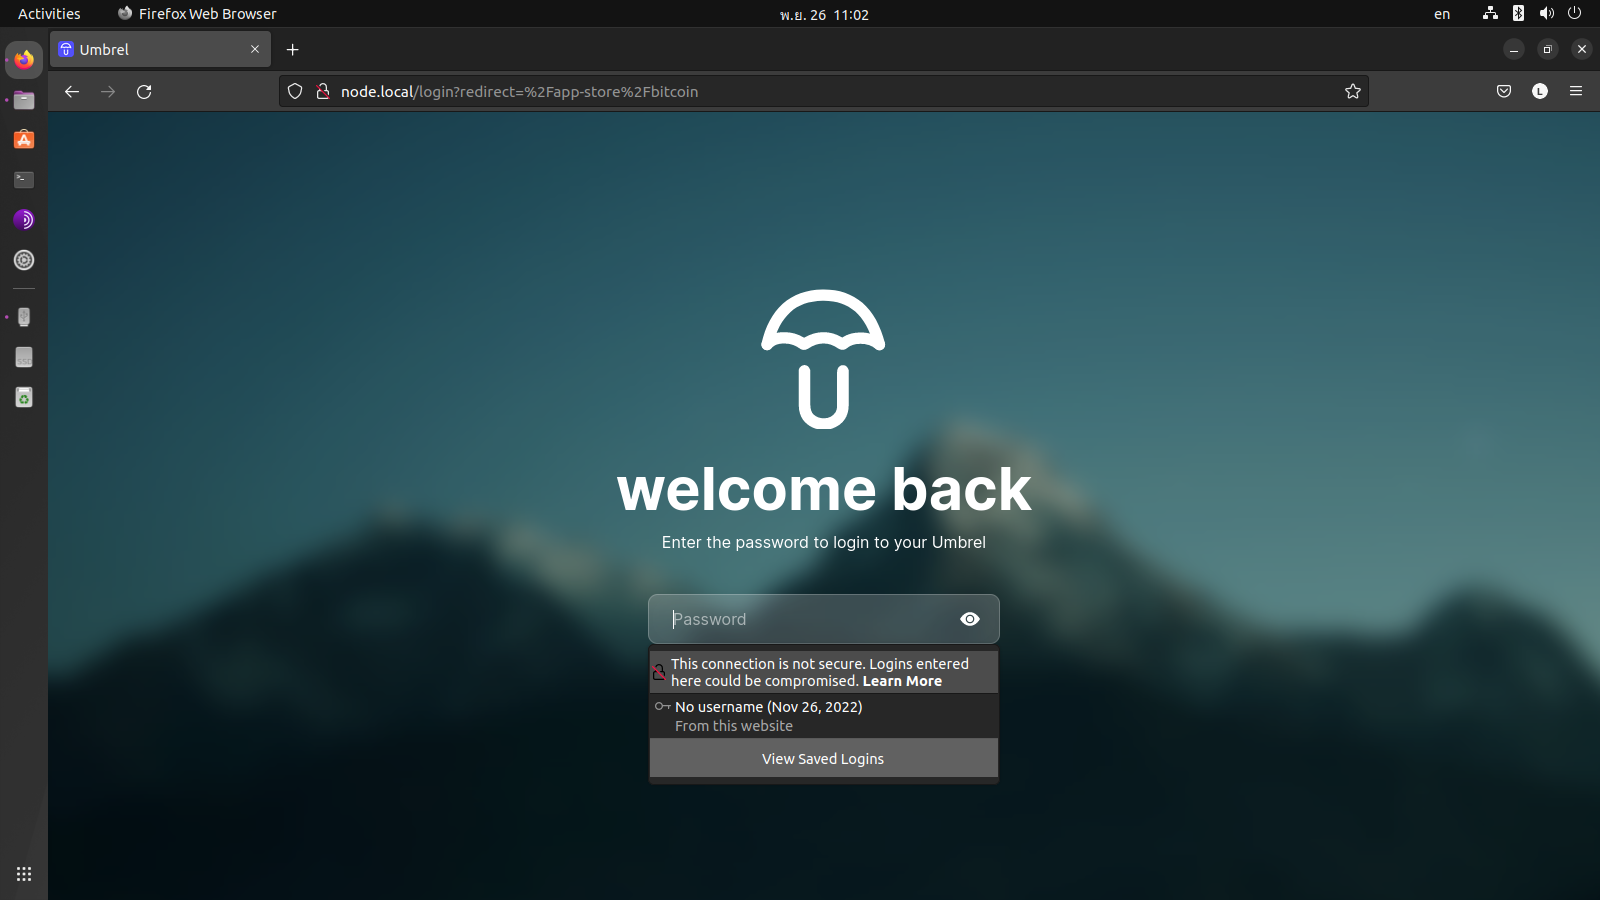 Activities
Firefox Web Browser
พ.ย. 26 11:02
en
Umbrel
node.local/login?redirect=%2Fapp-store%2Fbitcoin
L
welcome back
Enter the password to login to your Umbrel
Password
This connection is not secure. Logins entered
here could be compromised. Learn More
No username (Nov 26, 2022)
From this website
View Saved Logins
SSD